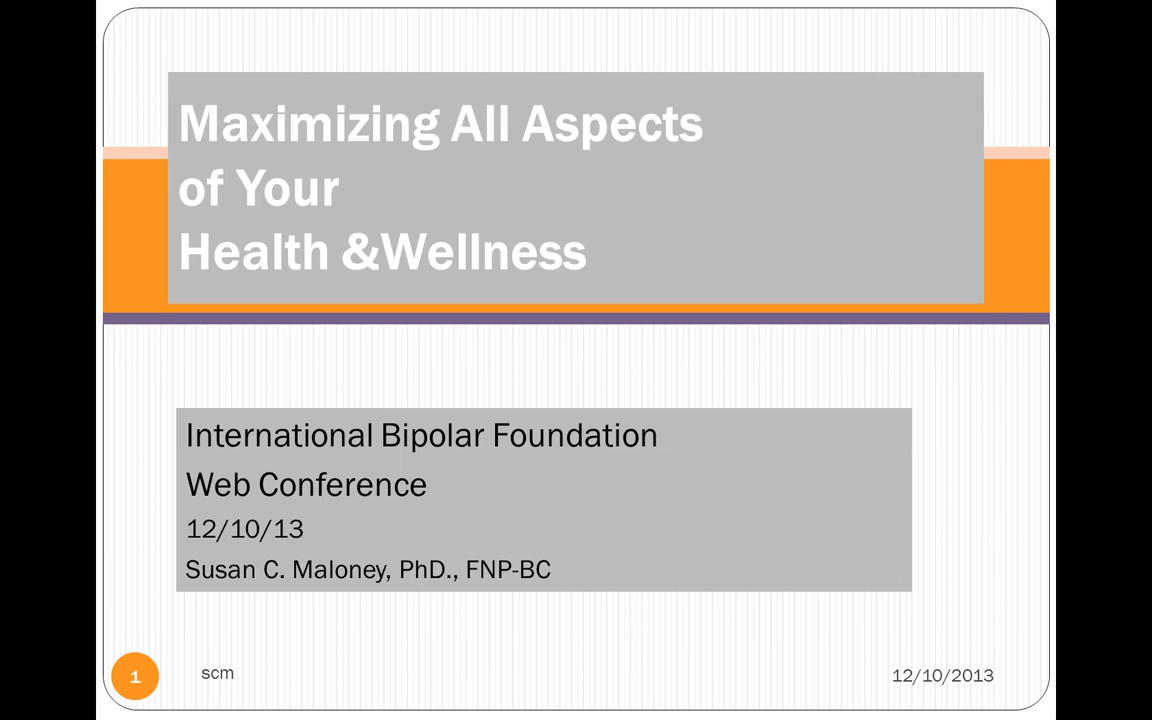 Maximizing All Aspects
of Your
Health &Wellness
International Bipolar Foundation
Web Conference
12/10/13
Susan C. Maloney, PhD., FNP-BC
1
scm
12/10/2013